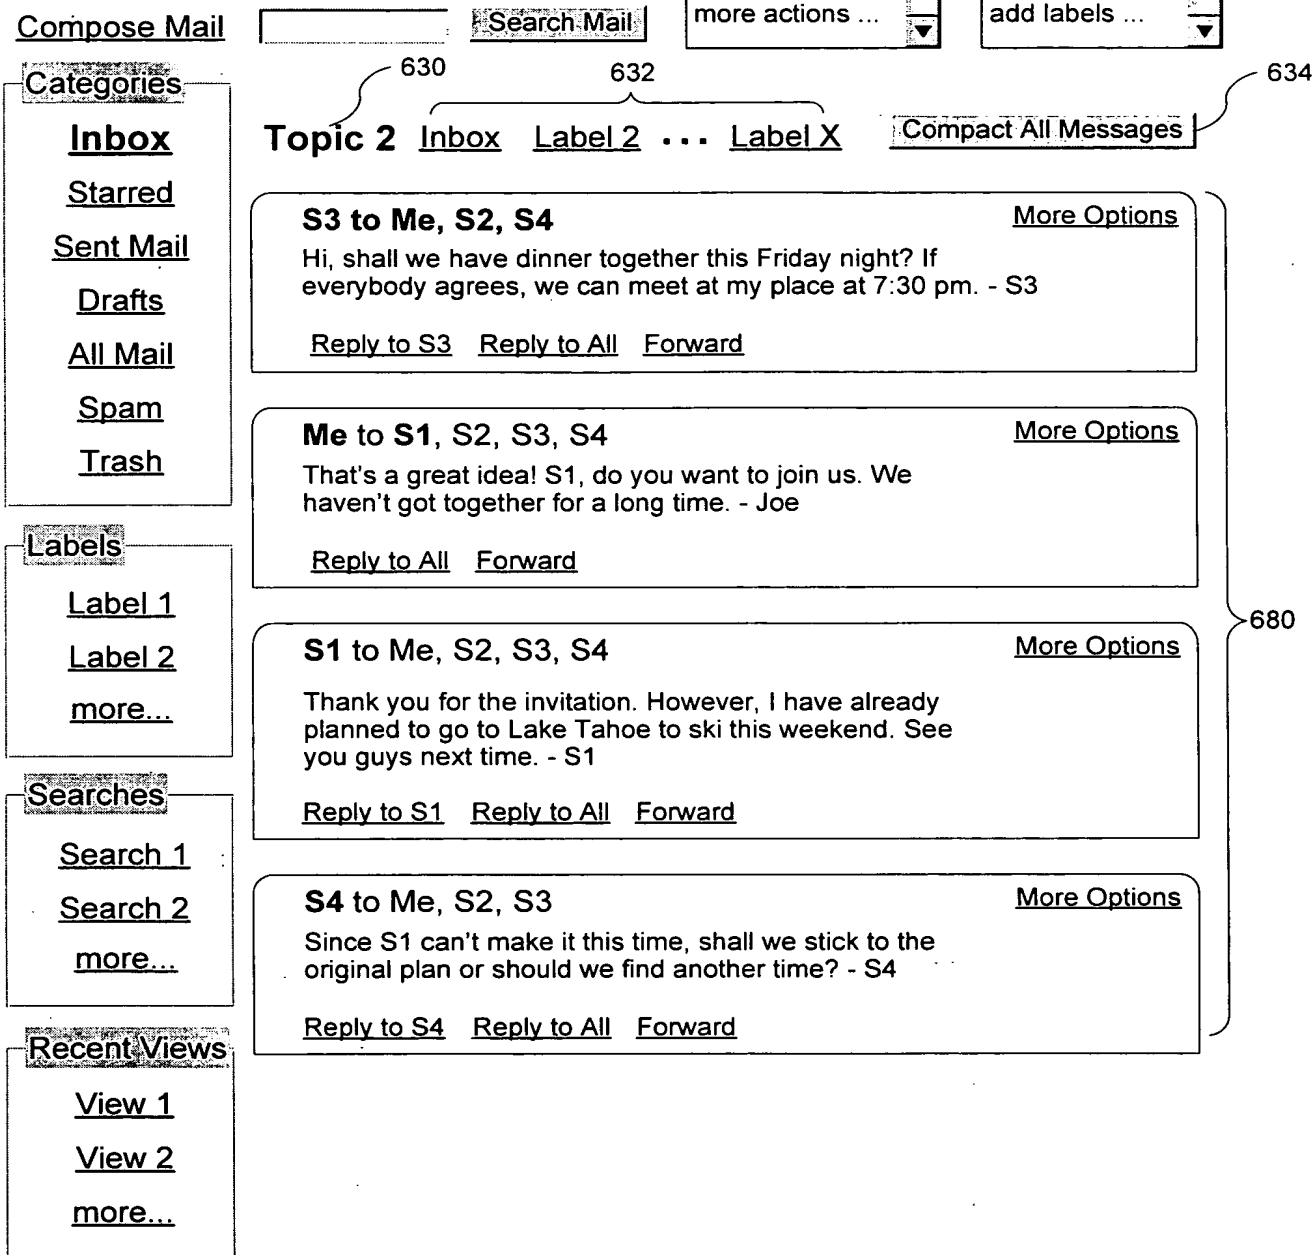 Compose Mail
Search Mail
more actions ...
add labels ...
630
632
634
Categories
Inbox
Starred
Sent Mail
Drafts
All Mail
Spam
Trash
Labels
Label 1
Label 2
more...
Searches
Search 1
Search 2
more...
Recent Views
View 1
View 2
more...
Topic 2 Inbox Label 2 ... Label X
Compact All Messages
S3 to Me, S2, S4
More Options
Hi, shall we have dinner together this Friday night? If
everybody agrees, we can meet at my place at 7:30 pm. - S3
Reply to S3 Reply to All Forward
Me to S1, S2, S3, S4
More Options
That's a great idea! S1, do you want to join us. We
haven't got together for a long time. - Joe
Reply to All Forward
S1 to Me, S2, S3, S4
More Options
Thank you for the invitation. However, I have already
planned to go to Lake Tahoe to ski this weekend. See
you guys next time. - S1
Reply to S1 Reply to All Forward
S4 to Me, S2, S3
More Options
Since S1 can't make it this time, shall we stick to the
original plan or should we find another time? - S4
Reply to S4 Reply to All Forward
680